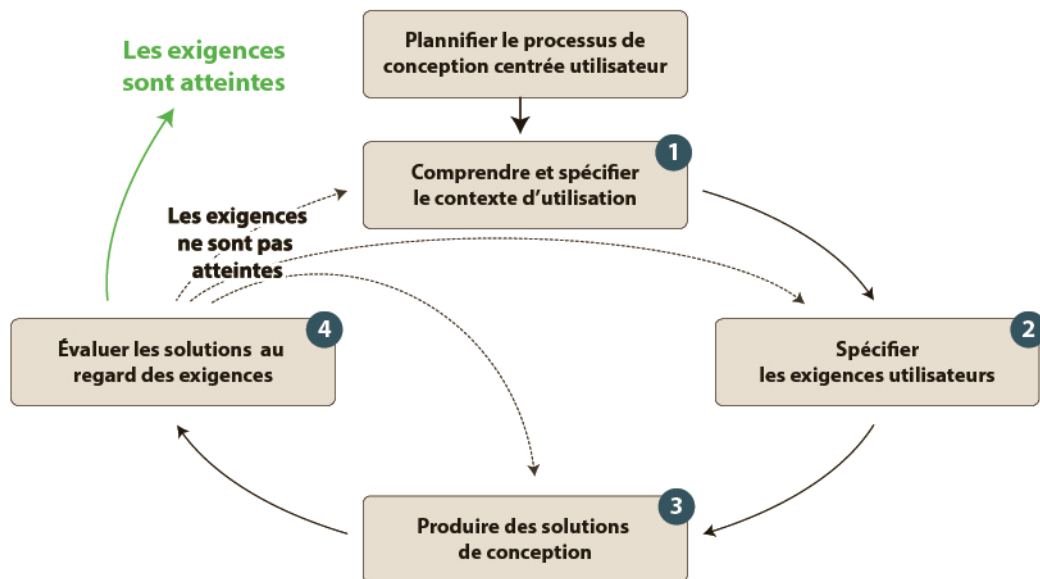 Les exigences
sont atteintes
Plannifier le processus de
conception centrée utilisateur
1
Comprendre et spécifier
le contexte d'utilisation
Les exigences
ne sont pas
atteintes
4
Évaluer les solutions au
regard des exigences
2
Spécifier
les exigences utilisateurs
3
Produire des solutions
de conception